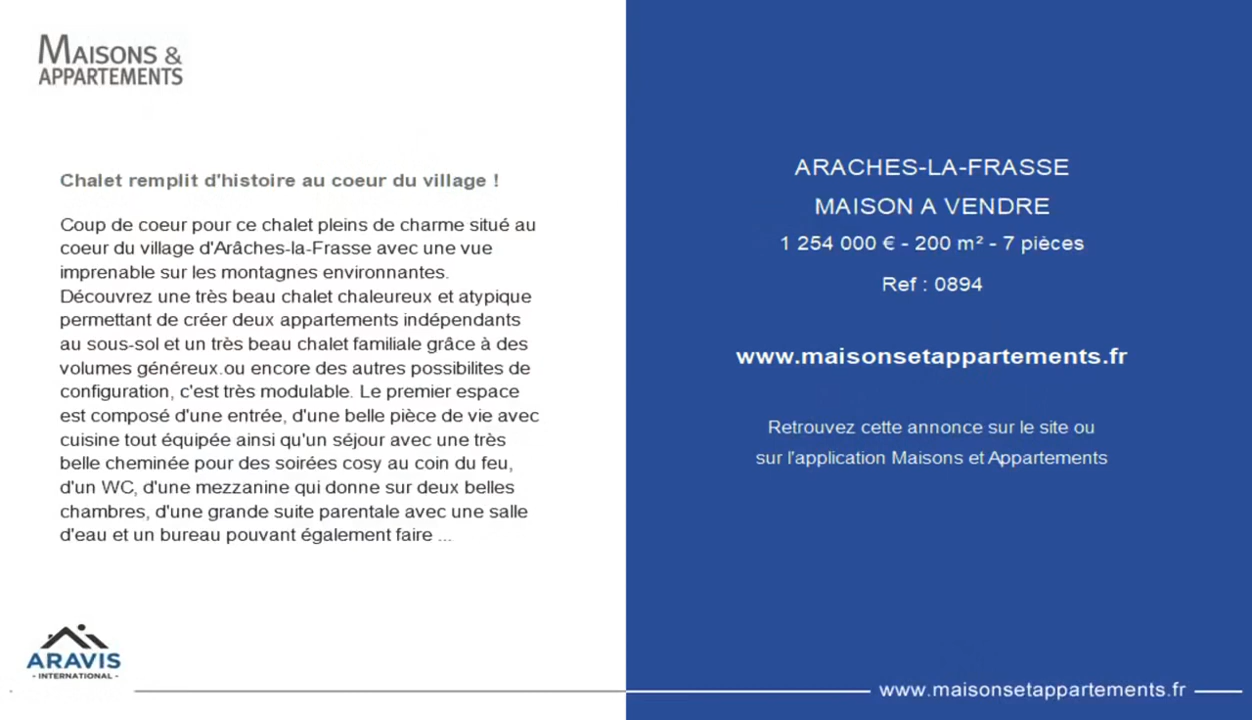 MAISONS &
APPARTEMENTS
Chalet remplit d'histoire au coeur du village !
Coup de coeur pour ce chalet pleins de charme situé au
coeur du village d'Arâches-la-Frasse avec une vue
imprenable sur les montagnes environnantes.
Découvrez une très beau chalet chaleureux et atypique
permettant de créer deux appartements indépendants
au sous-sol et un très beau chalet familiale grâce à des
volumes généreux.ou encore des autres possibilites de
configuration, c'est très modulable. Le premier espace
est composé d'une entrée, d'une belle pièce de vie avec
cuisine tout équipée ainsi qu'un séjour avec une très
belle cheminée pour des soirées cosy au coin du feu,
d'un WC, d'une mezzanine qui donne sur deux belles
chambres, d'une grande suite parentale avec une salle
d'eau et un bureau pouvant également faire ...
ARAVIS
- INTERNATIONAL -
ARACHES-LA-FRASSE
MAISON A VENDRE
1 254 000 € - 200 m² - 7 pièces
Ref : 0894
www.maisonsetappartements.fr
Retrouvez cette annonce sur le site ou
sur l'application Maisons et Appartements
www.maisonsetappartements.fr